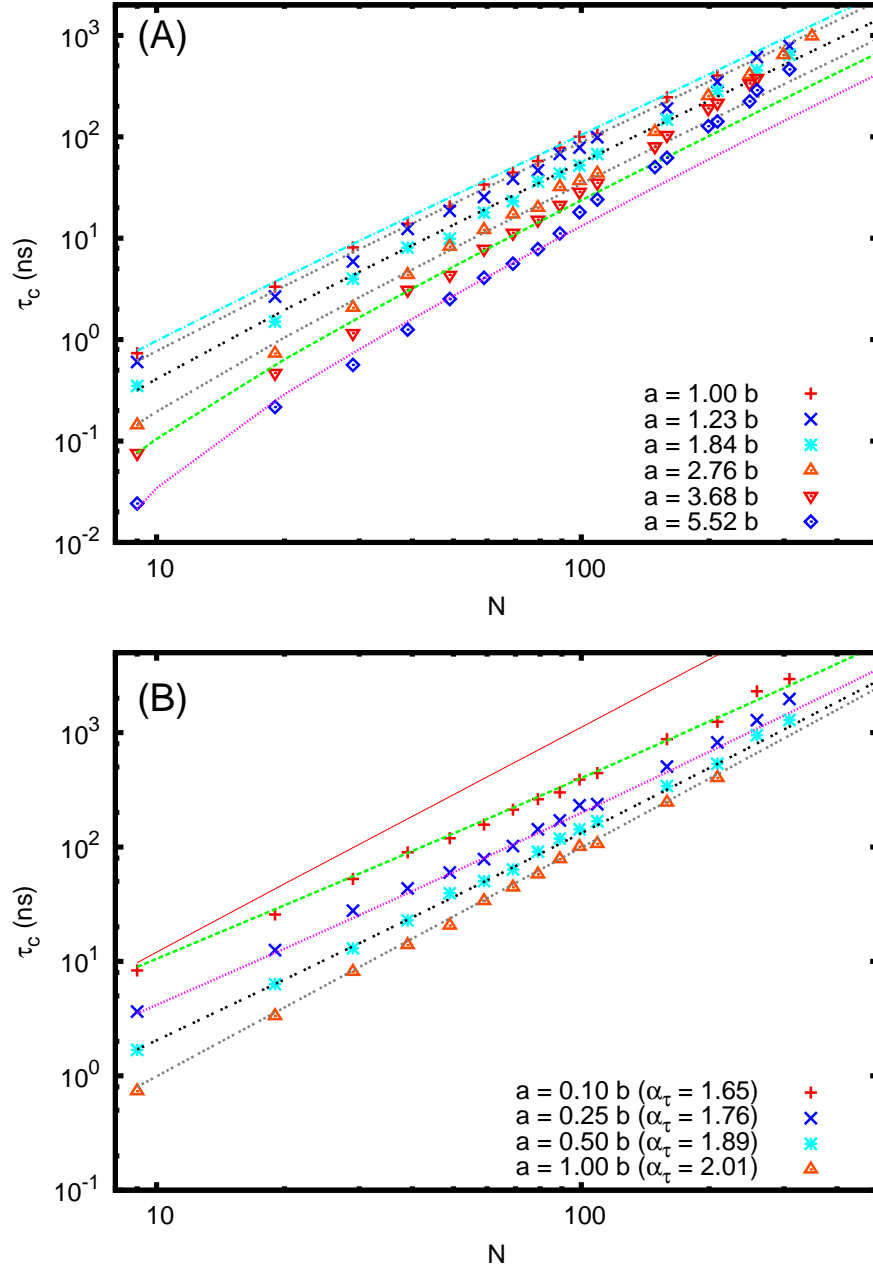 (A)
10³
10²
10¹
10⁰
10⁻¹
10⁻²
τc (ns)
a = 1.00 b
a = 1.23 b
a = 1.84 b
a = 2.76 b
a = 3.68 b
a = 5.52 b
10
100
N
(B)
10³
10²
10¹
10⁰
10⁻¹
τc (ns)
a = 0.10 b (ατ = 1.65)
a = 0.25 b (ατ = 1.76)
a = 0.50 b (ατ = 1.89)
a = 1.00 b (ατ = 2.01)
10
100
N